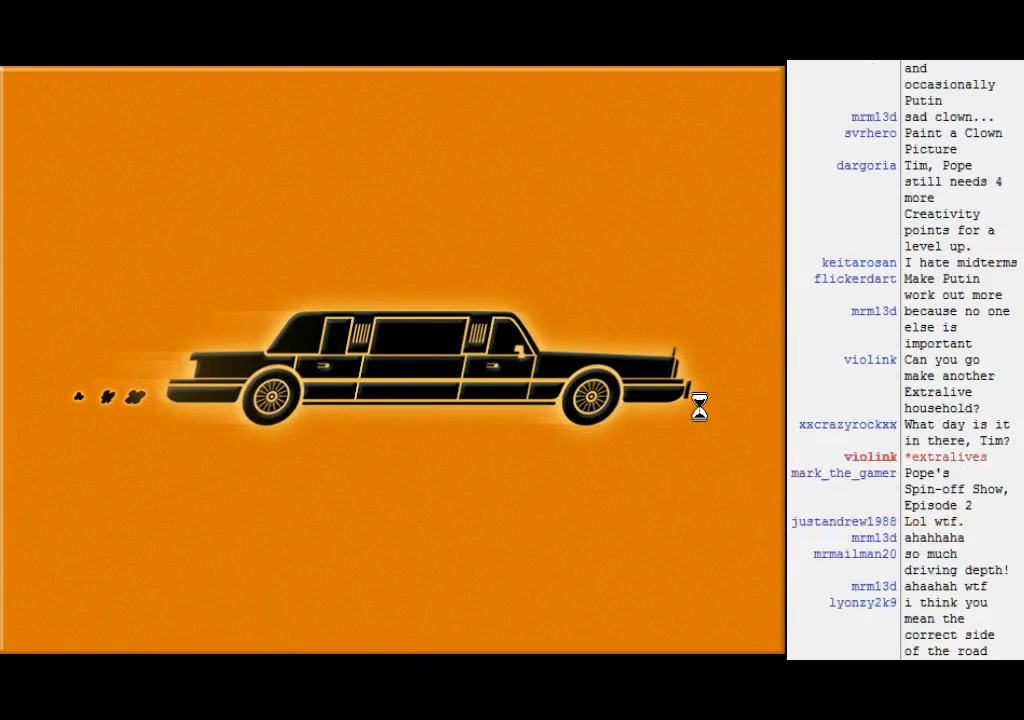 and
occasionally
Putin
mrm13d sad clown...
svrhero Paint a Clown
Picture
dargoria Tim, Pope
still needs 4
more
Creativity
points for a
level up.
keitarosan I hate midterms
flickerdart Make Putin
work out more
mrm13d because no one
else is
important
violink Can you go
make another
Extralive
household?
xxcrazyrockxx What day is it
in there, Tim?
violink *extralives
mark_the_gamer Pope's
Spin-off Show,
Episode 2
justandrew1988 Lol wtf.
mrm13d ahahhaha
mrmailman20 so much
driving depth!
mrm13d ahaahah wtf
lyonzy2k9 i think you
mean the
correct side
of the road